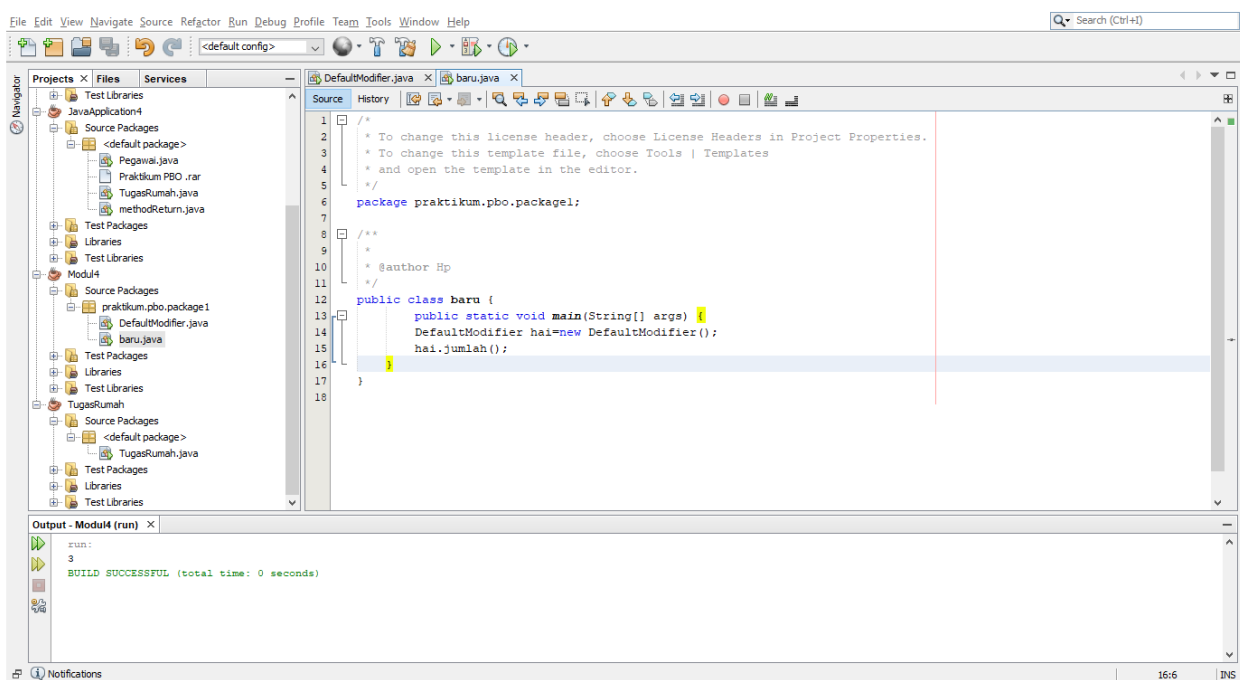 File Edit View Navigate Source Refactor Run Debug Profile Team Tools Window Help
Search (Ctrl+I)
<default config>
Projects Files Services
Navigator
Test Libraries
JavaApplication4
Source Packages
<default package>
Pegawai.java
Praktikum PBO .rar
TugasRumah.java
methodReturn.java
Test Packages
Libraries
Test Libraries
Modul4
Source Packages
praktikum.pbo.package1
DefaultModifier.java
baru.java
Test Packages
Libraries
Test Libraries
TugasRumah
Source Packages
<default package>
TugasRumah.java
Test Packages
Libraries
Test Libraries
DefaultModifier.java baru.java
Source History
1 /*
2 * To change this license header, choose License Headers in Project Properties.
3 * To change this template file, choose Tools | Templates
4 * and open the template in the editor.
5 */
6 package praktikum.pbo.package1;
7
8 /**
9 *
10 * @author Hp
11 */
12 public class baru {
13 public static void main(String[] args) {
14 DefaultModifier hai=new DefaultModifier();
15 hai.jumlah();
16 }
17 }
18
Output - Modul4 (run)
run:
3
BUILD SUCCESSFUL (total time: 0 seconds)
Notifications
16:6 INS